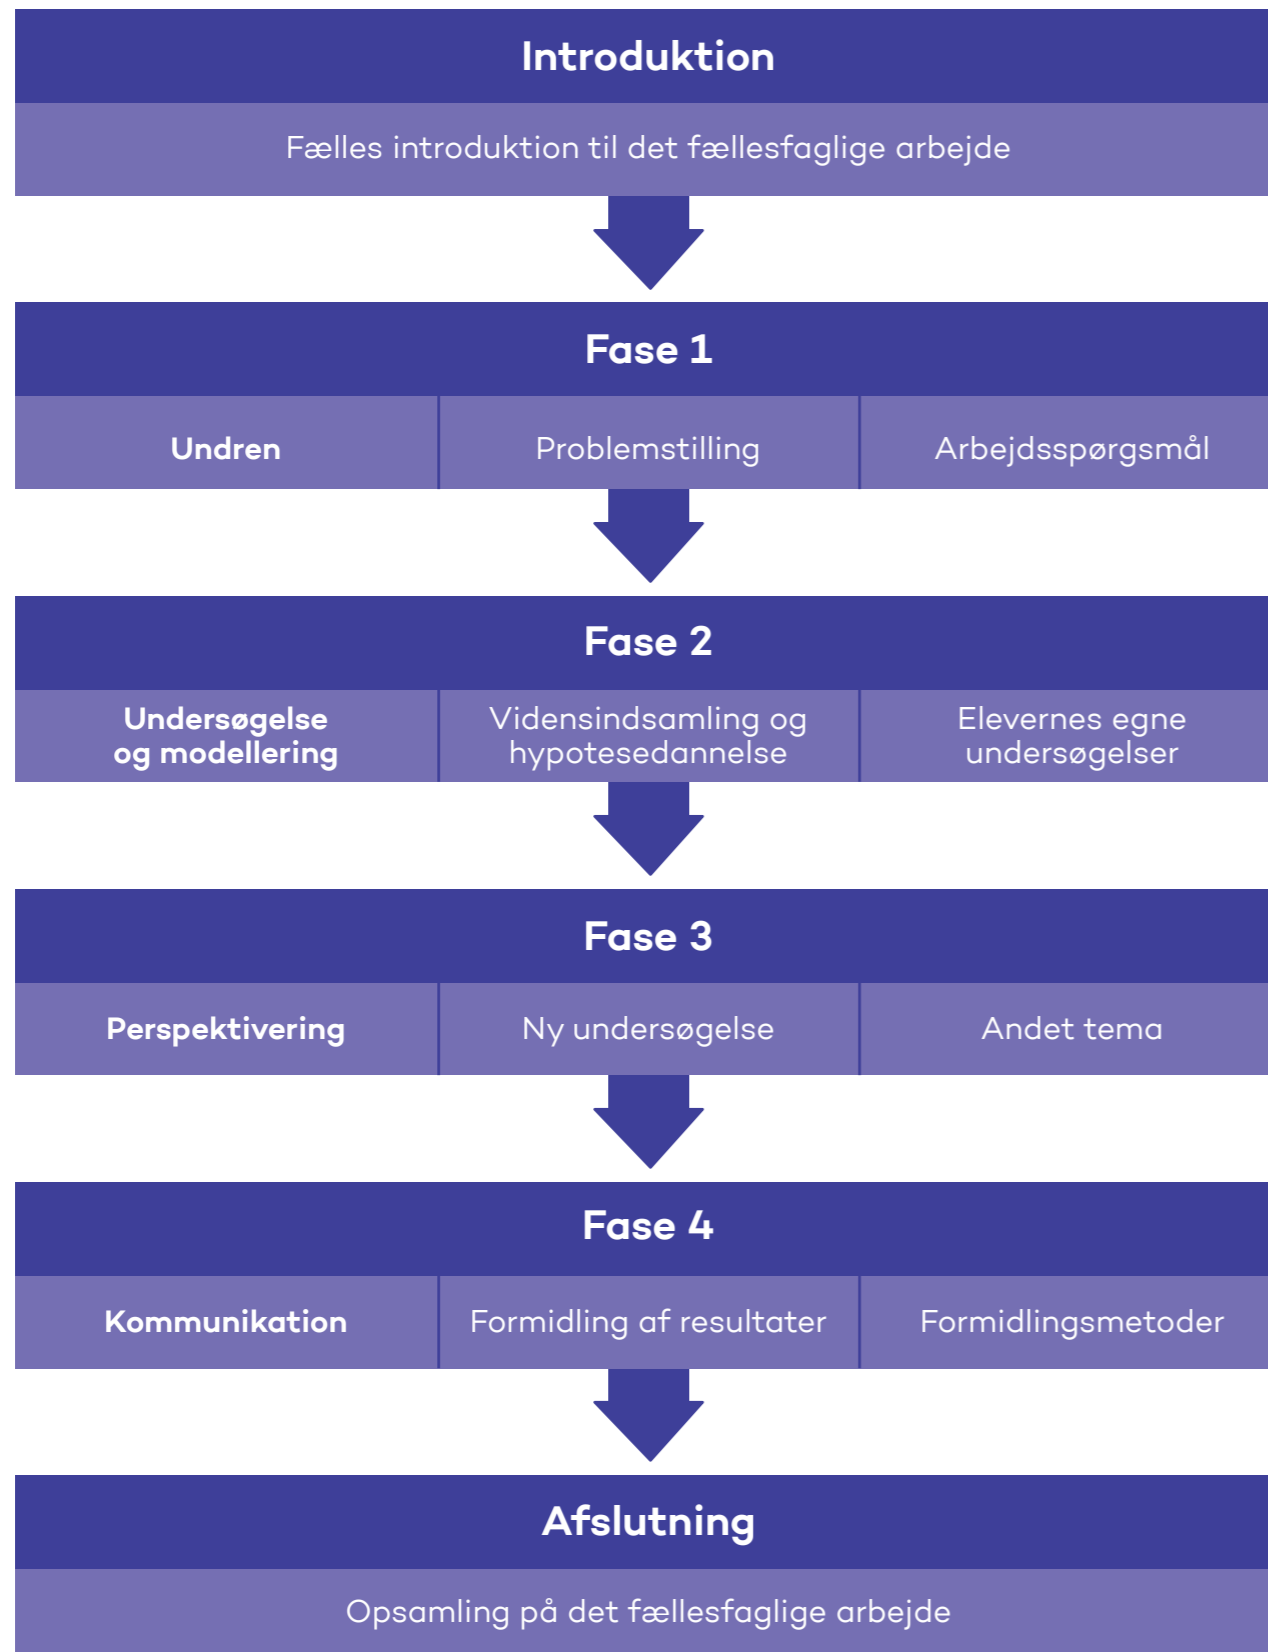 Introduktion
Fælles introduktion til det fællesfaglige arbejde
Fase 1
Undren
Problemstilling
Arbejdsspørgsmål
Fase 2
Undersøgelse
og modellering
Vidensindsamling og
hypotesedannelse
Elevernes egne
undersøgelser
Fase 3
Perspektivering
Ny undersøgelse
Andet tema
Fase 4
Kommunikation
Formidling af resultater
Formidlingsmetoder
Afslutning
Opsamling på det fællesfaglige arbejde